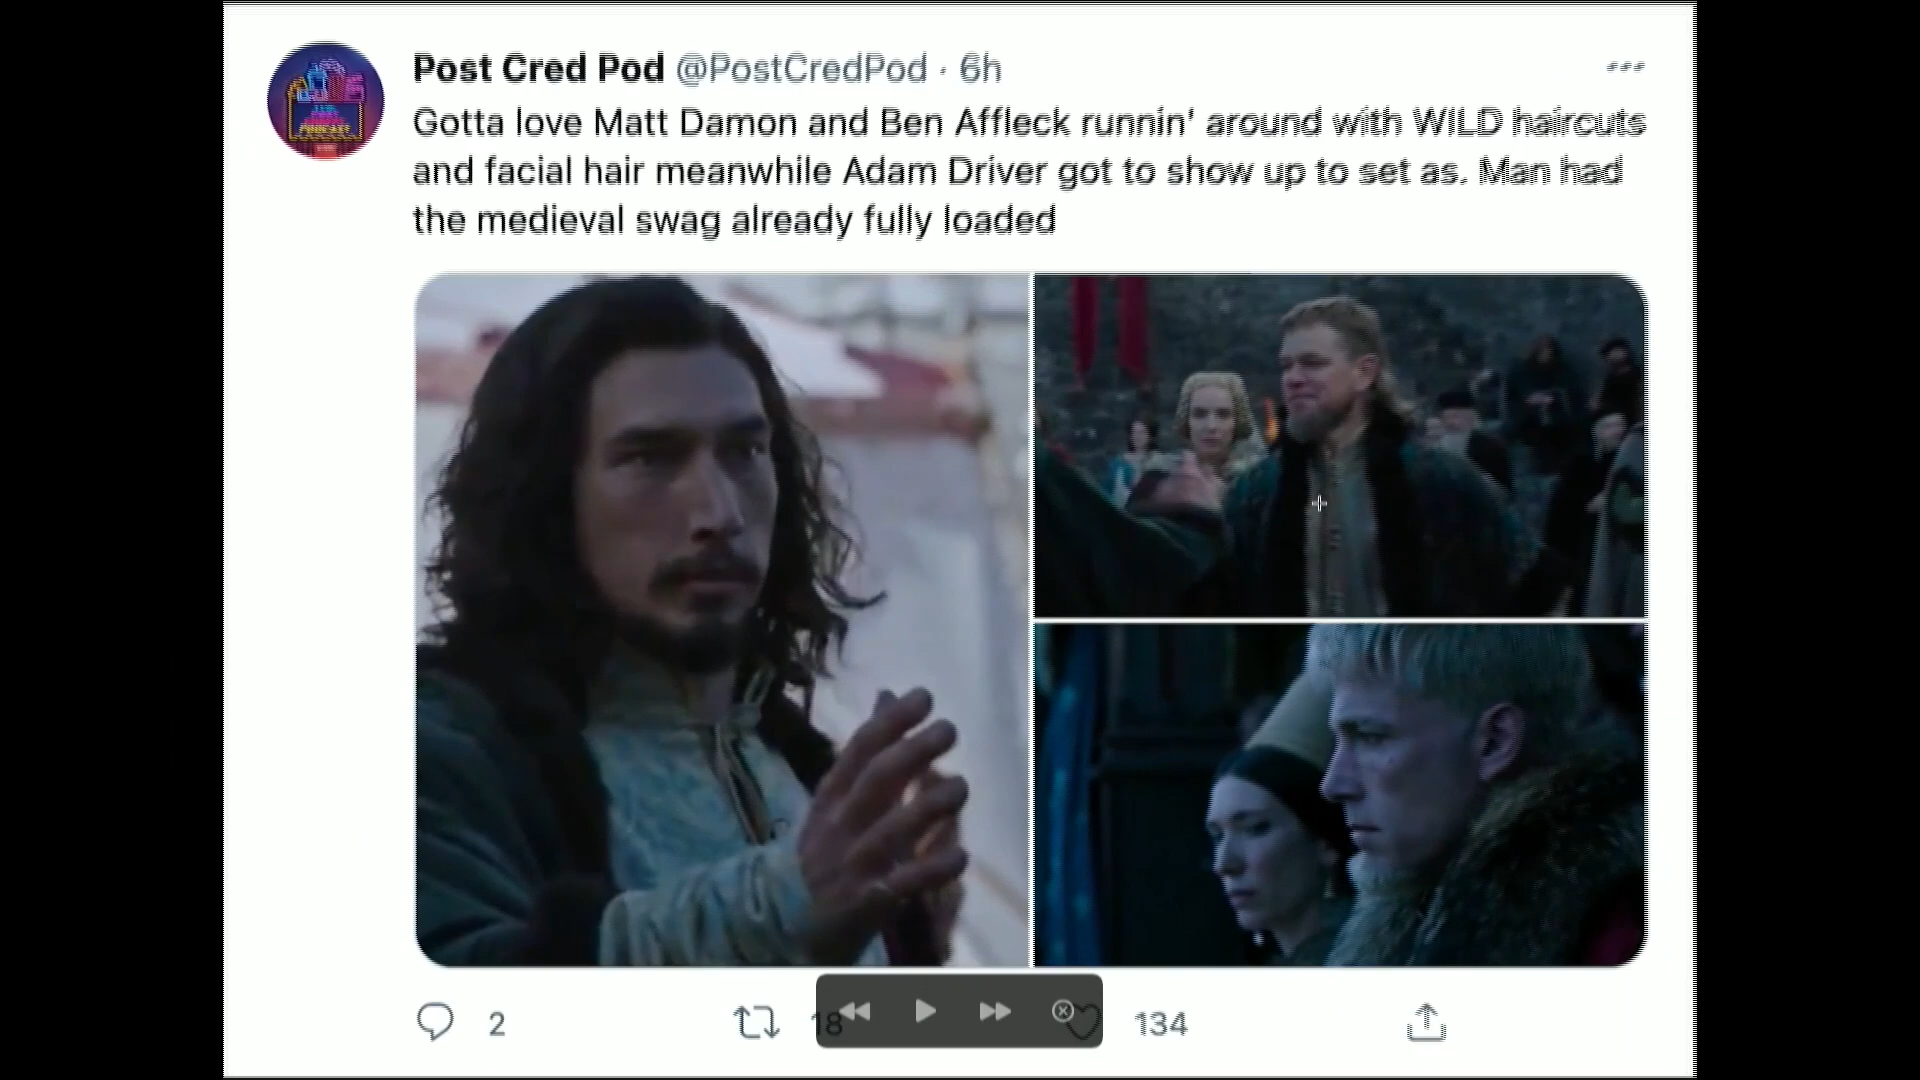 Post Cred Pod @PostCredPod · 6h
Gotta love Matt Damon and Ben Affleck runnin' around with WILD haircuts
and facial hair meanwhile Adam Driver got to show up to set as. Man had
the medieval swag already fully loaded
2 18 134